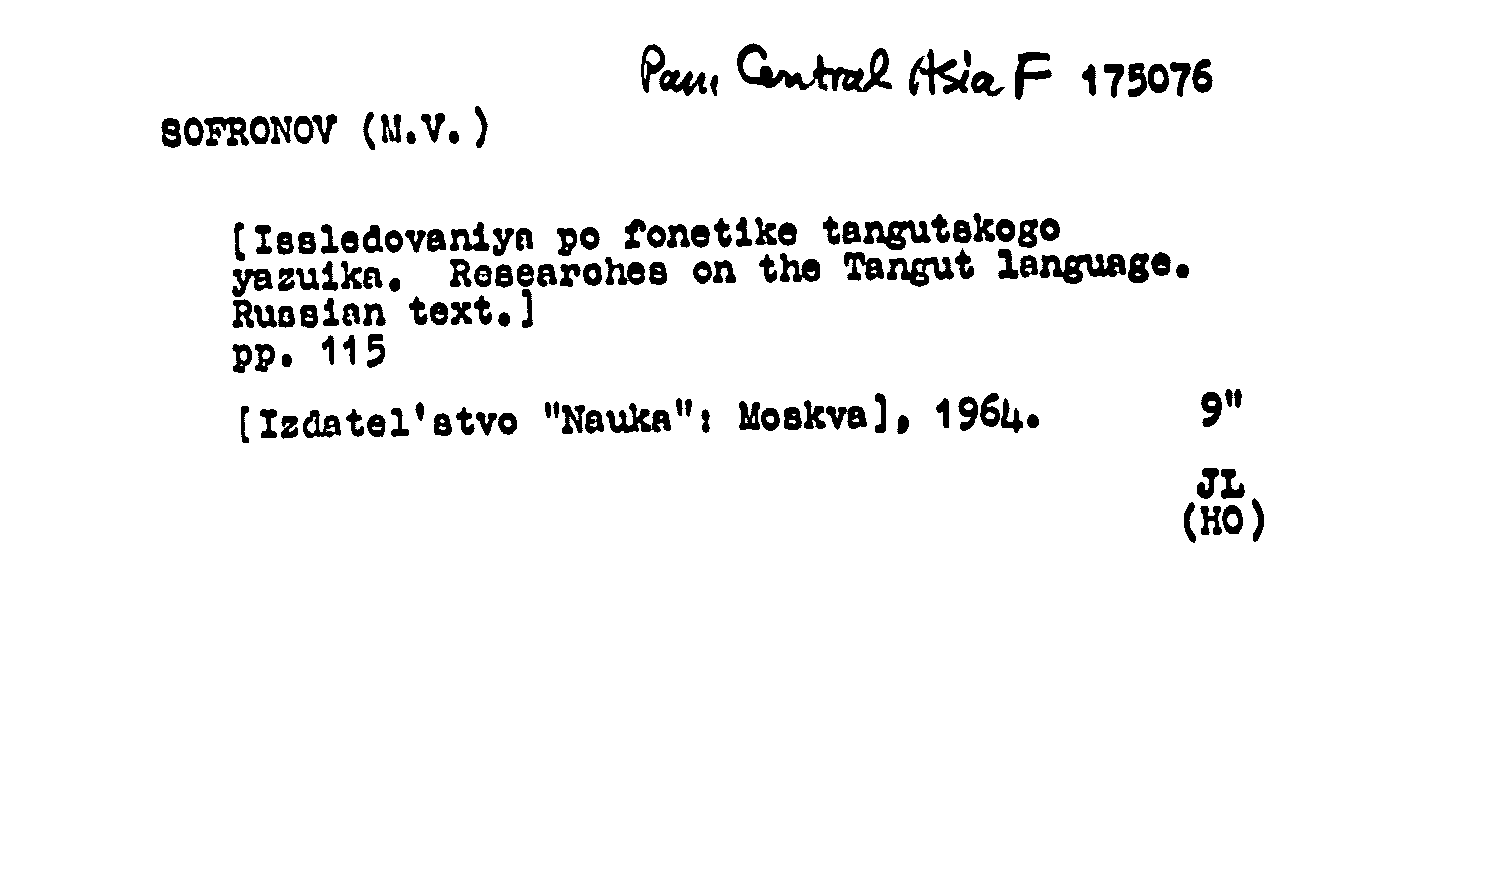 Pam. Central Asia F 175076
SOFRONOV (M.V.)
[Issledovaniya po fonetike tangutskogo
yazuika. Researches on the Tangut language.
Russian text.]
pp. 115
[Izdatel'stvo "Nauka": Moskva], 1964. 9"
JL
(HO)